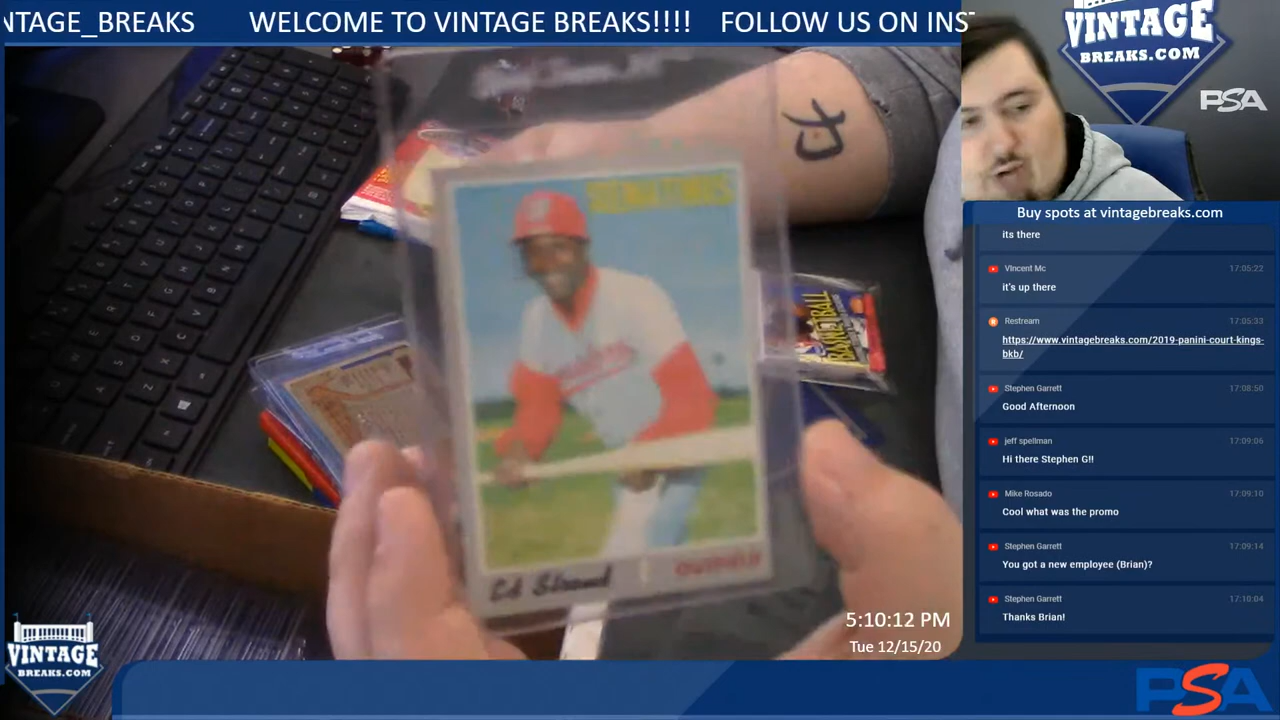 NTAGE_BREAKS WELCOME TO VINTAGE BREAKS!!!! FOLLOW US ON INS
VINTAGE
BREAKS.COM
PSA
Buy spots at vintagebreaks.com
its there
Vincent Mc 17:05:22
it's up there
Restream 17:05:33
https://www.vintagebreaks.com/2019-panini-court-kings-
bkb/
Stephen Garrett 17:08:50
Good Afternoon
jeff spellman 17:09:06
Hi there Stephen G!!
Mike Rosado 17:09:10
Cool what was the promo
Stephen Garrett 17:09:14
You got a new employee (Brian)?
Stephen Garrett 17:10:04
Thanks Brian!
SENATORS
Ed Stroud OUTFIELD
BASKETBALL
5:10:12 PM
Tue 12/15/20
VINTAGE
BREAKS.COM
PSA